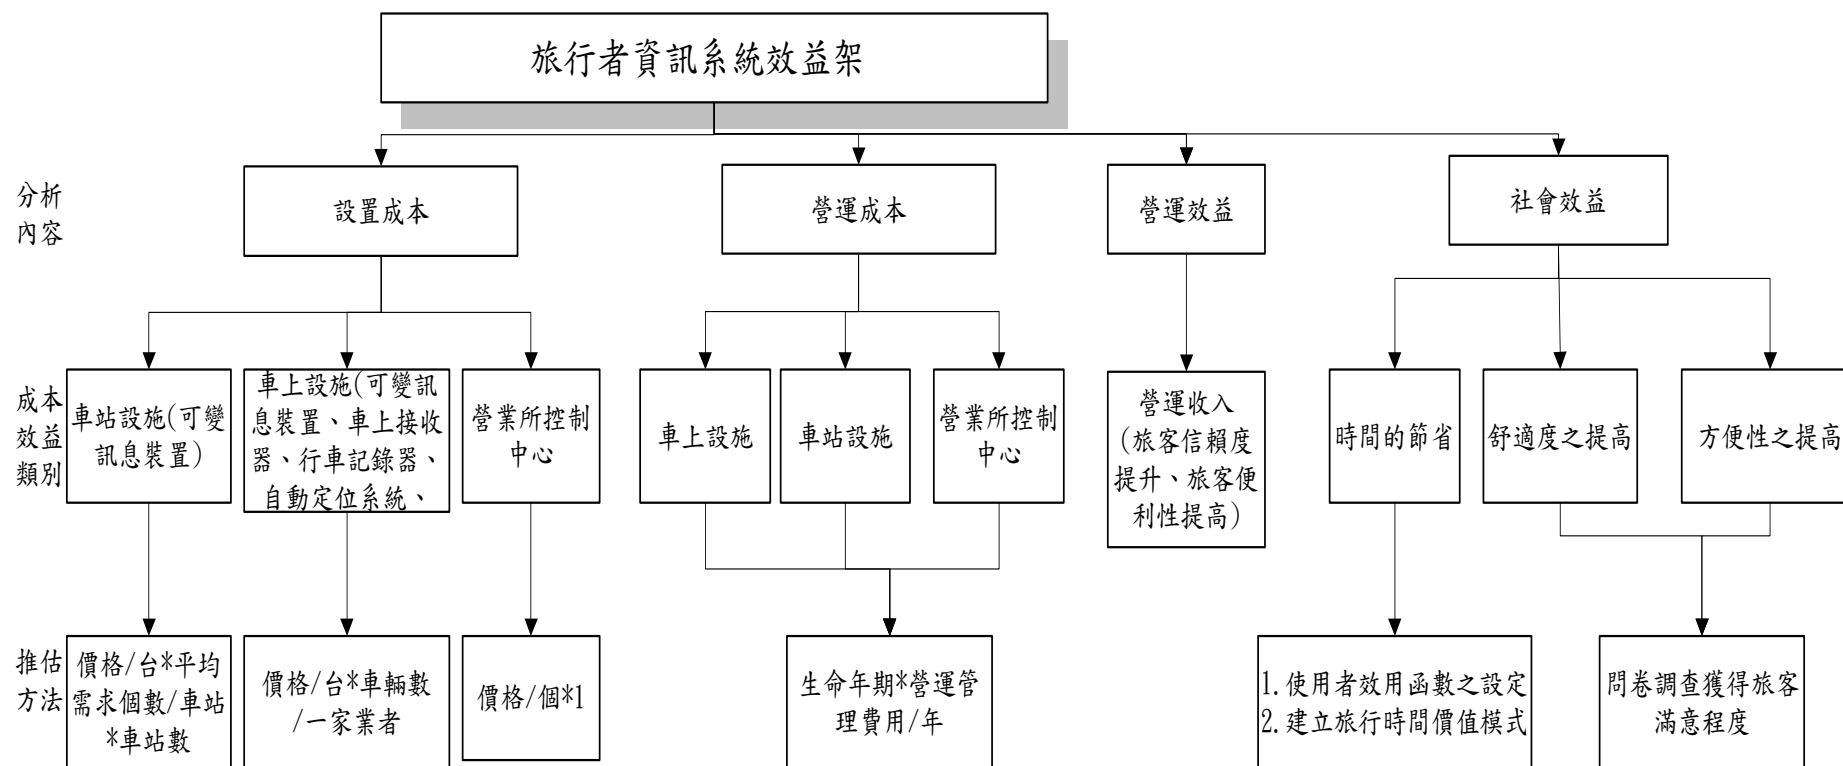 旅行者資訊系統效益架
分析
內容
設置成本
營運成本
營運效益
社會效益
成本
效益
類別
車站設施(可變
訊息裝置)
車上設施(可變訊
息裝置、車上接收
器、行車記錄器、
自動定位系統、
營業所控制
中心
車上設施
車站設施
營業所控制
中心
營運收入
(旅客信賴度
提升、旅客便
利性提高)
時間的節省
舒適度之提高
方便性之提高
推估
方法
價格/台*平均
需求個數/車站
*車站數
價格/台*車輛數
/一家業者
價格/個*1
生命年期*營運管
理費用/年
1.使用者效用函數之設定
2.建立旅行時間價值模式
問卷調查獲得旅客
滿意程度